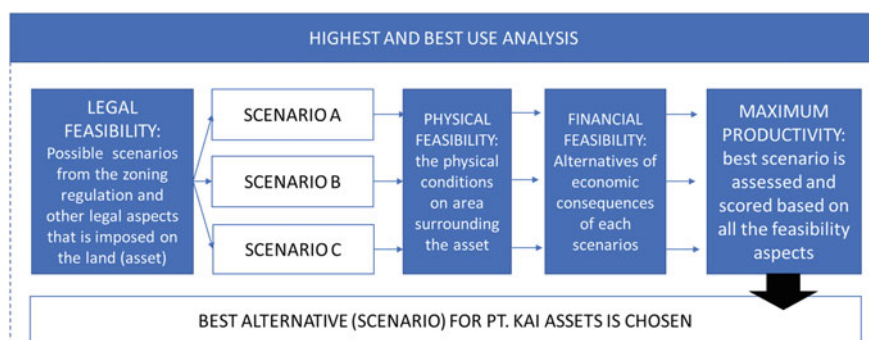 HIGHEST AND BEST USE ANALYSIS
LEGAL
FEASIBILITY:
Possible scenarios
from the zoning
regulation and
other legal aspects
that is imposed on
the land (asset)
SCENARIO A
SCENARIO B
SCENARIO C
PHYSICAL
FEASIBILITY:
the physical
conditions
on area
surrounding
the asset
FINANCIAL
FEASIBILITY:
Alternatives of
economic
consequences
of each
scenarios
MAXIMUM
PRODUCTIVITY:
best scenario is
assessed and
scored based on
all the feasibility
aspects
BEST ALTERNATIVE (SCENARIO) FOR PT. KAI ASSETS IS CHOSEN